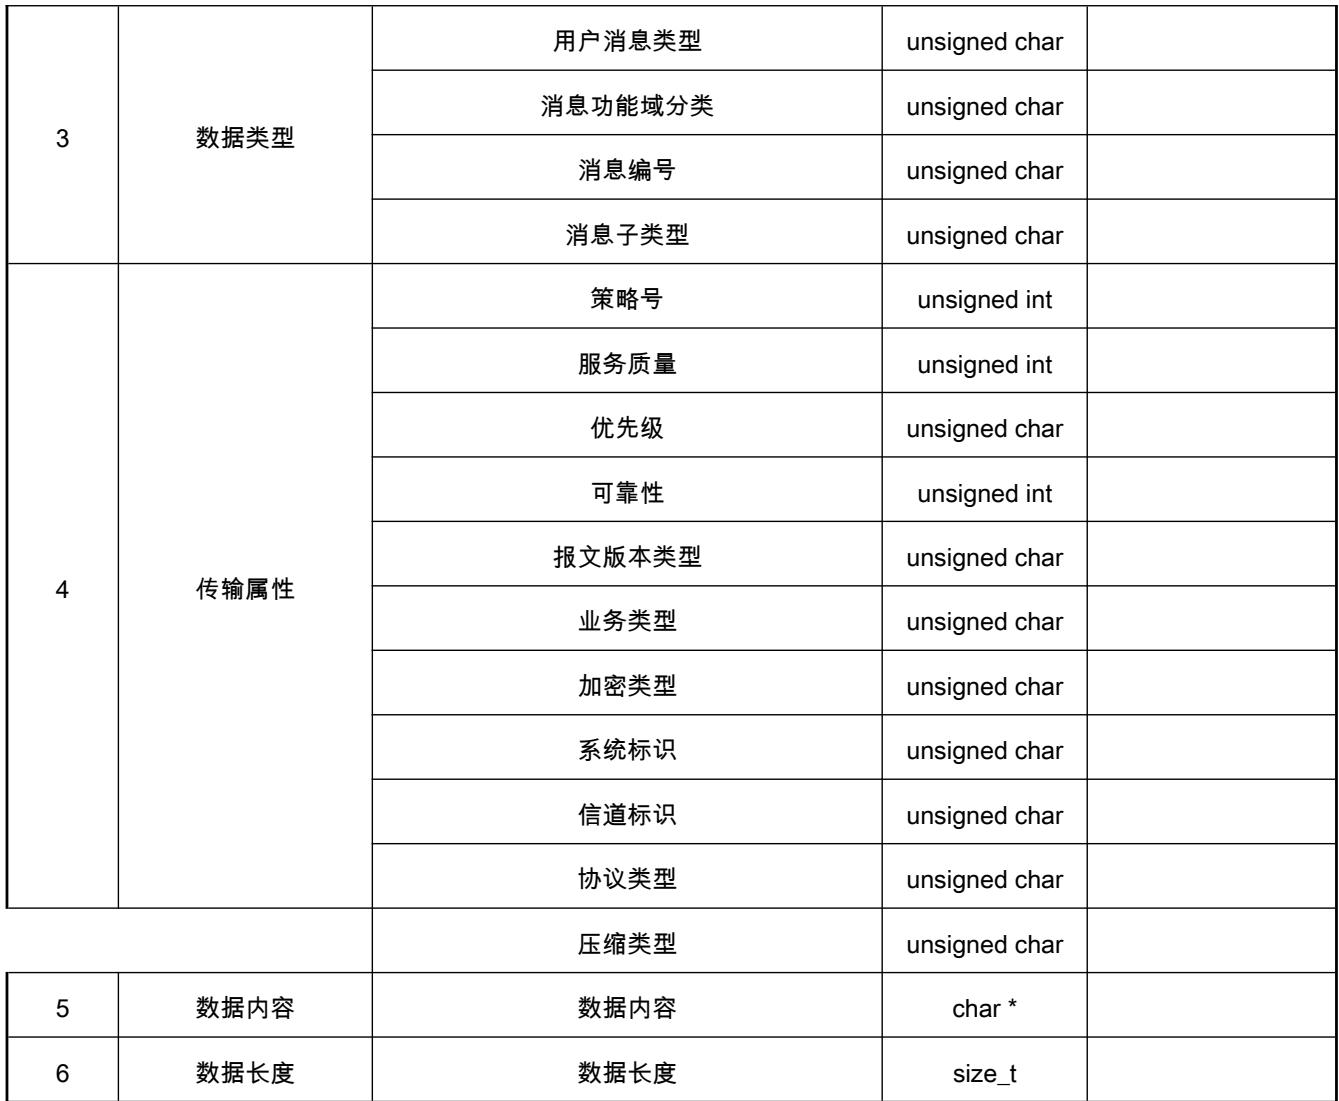 3 数据类型 用户消息类型 unsigned char
消息功能域分类 unsigned char
消息编号 unsigned char
消息子类型 unsigned char
4 传输属性 策略号 unsigned int
服务质量 unsigned int
优先级 unsigned char
可靠性 unsigned int
报文版本类型 unsigned char
业务类型 unsigned char
加密类型 unsigned char
系统标识 unsigned char
信道标识 unsigned char
协议类型 unsigned char
压缩类型 unsigned char
5 数据内容 数据内容 char *
6 数据长度 数据长度 size_t